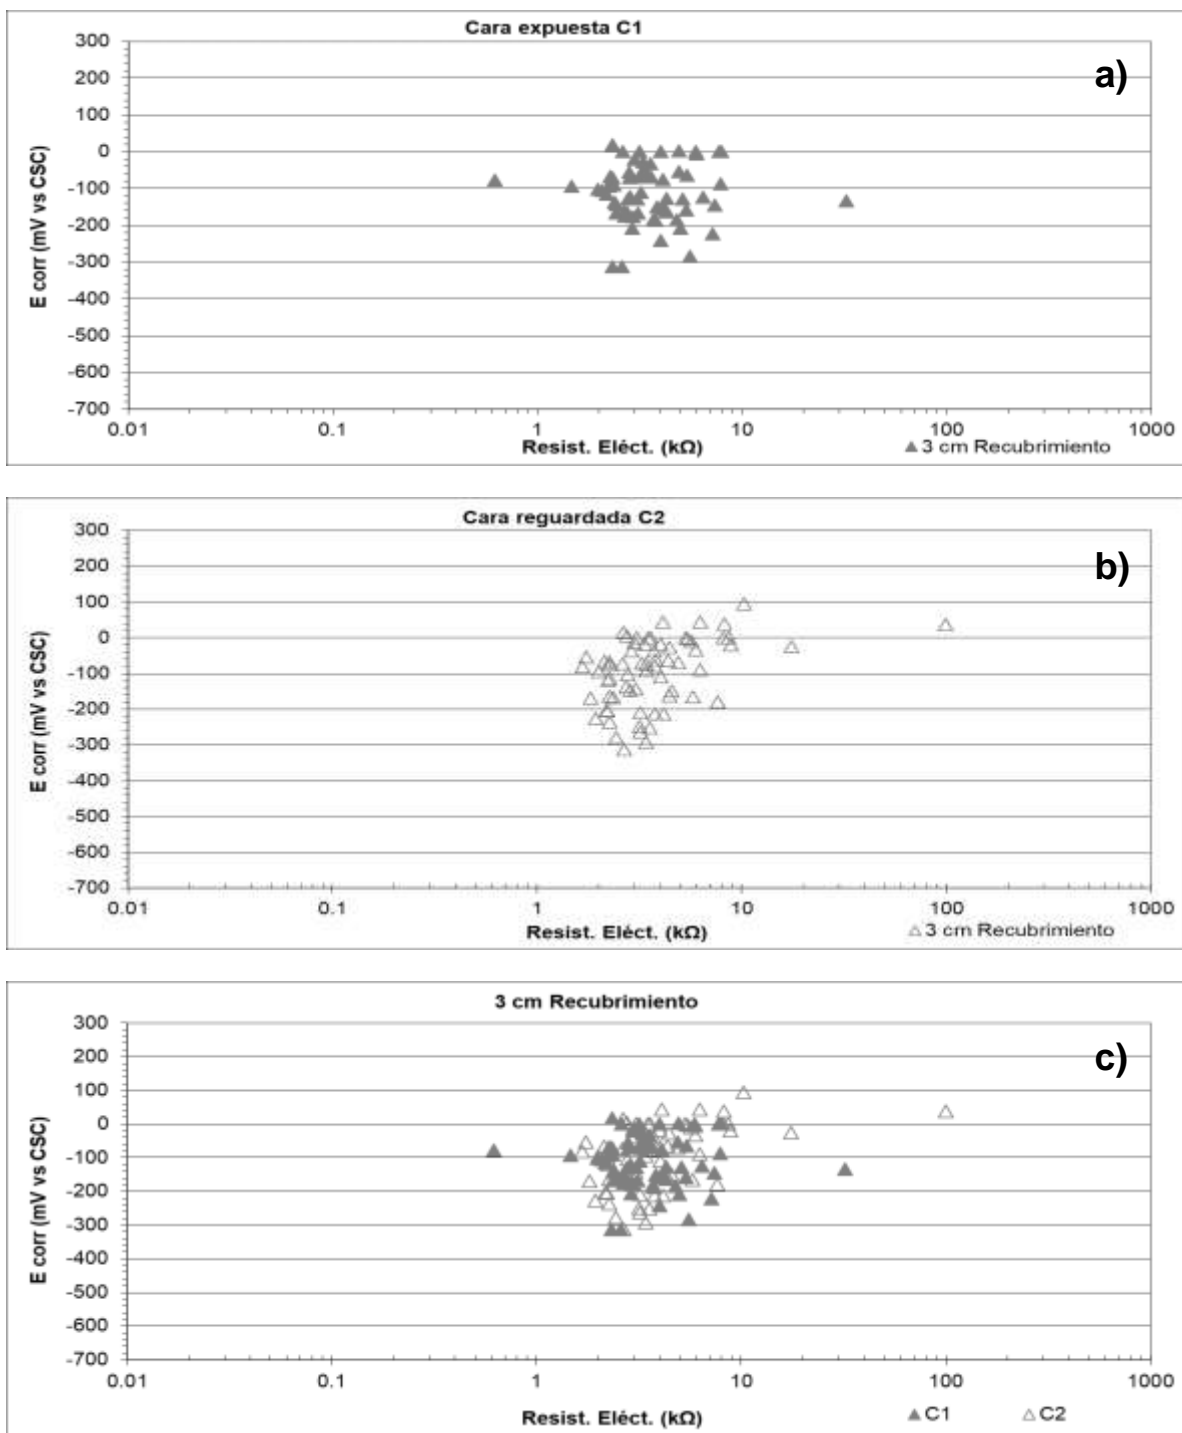 Cara expuesta C1
a)
300
200
100
0
-100
-200
-300
-400
-500
-600
-700
E corr (mV vs CSC)
0.01 0.1 1 10 100 1000
Resist. Eléct. (kΩ)
3 cm Recubrimiento
Cara reguardada C2
b)
300
200
100
0
-100
-200
-300
-400
-500
-600
-700
E corr (mV vs CSC)
0.01 0.1 1 10 100 1000
Resist. Eléct. (kΩ)
3 cm Recubrimiento
3 cm Recubrimiento
c)
300
200
100
0
-100
-200
-300
-400
-500
-600
-700
E corr (mV vs CSC)
0.01 0.1 1 10 100 1000
Resist. Eléct. (kΩ)
C1 C2